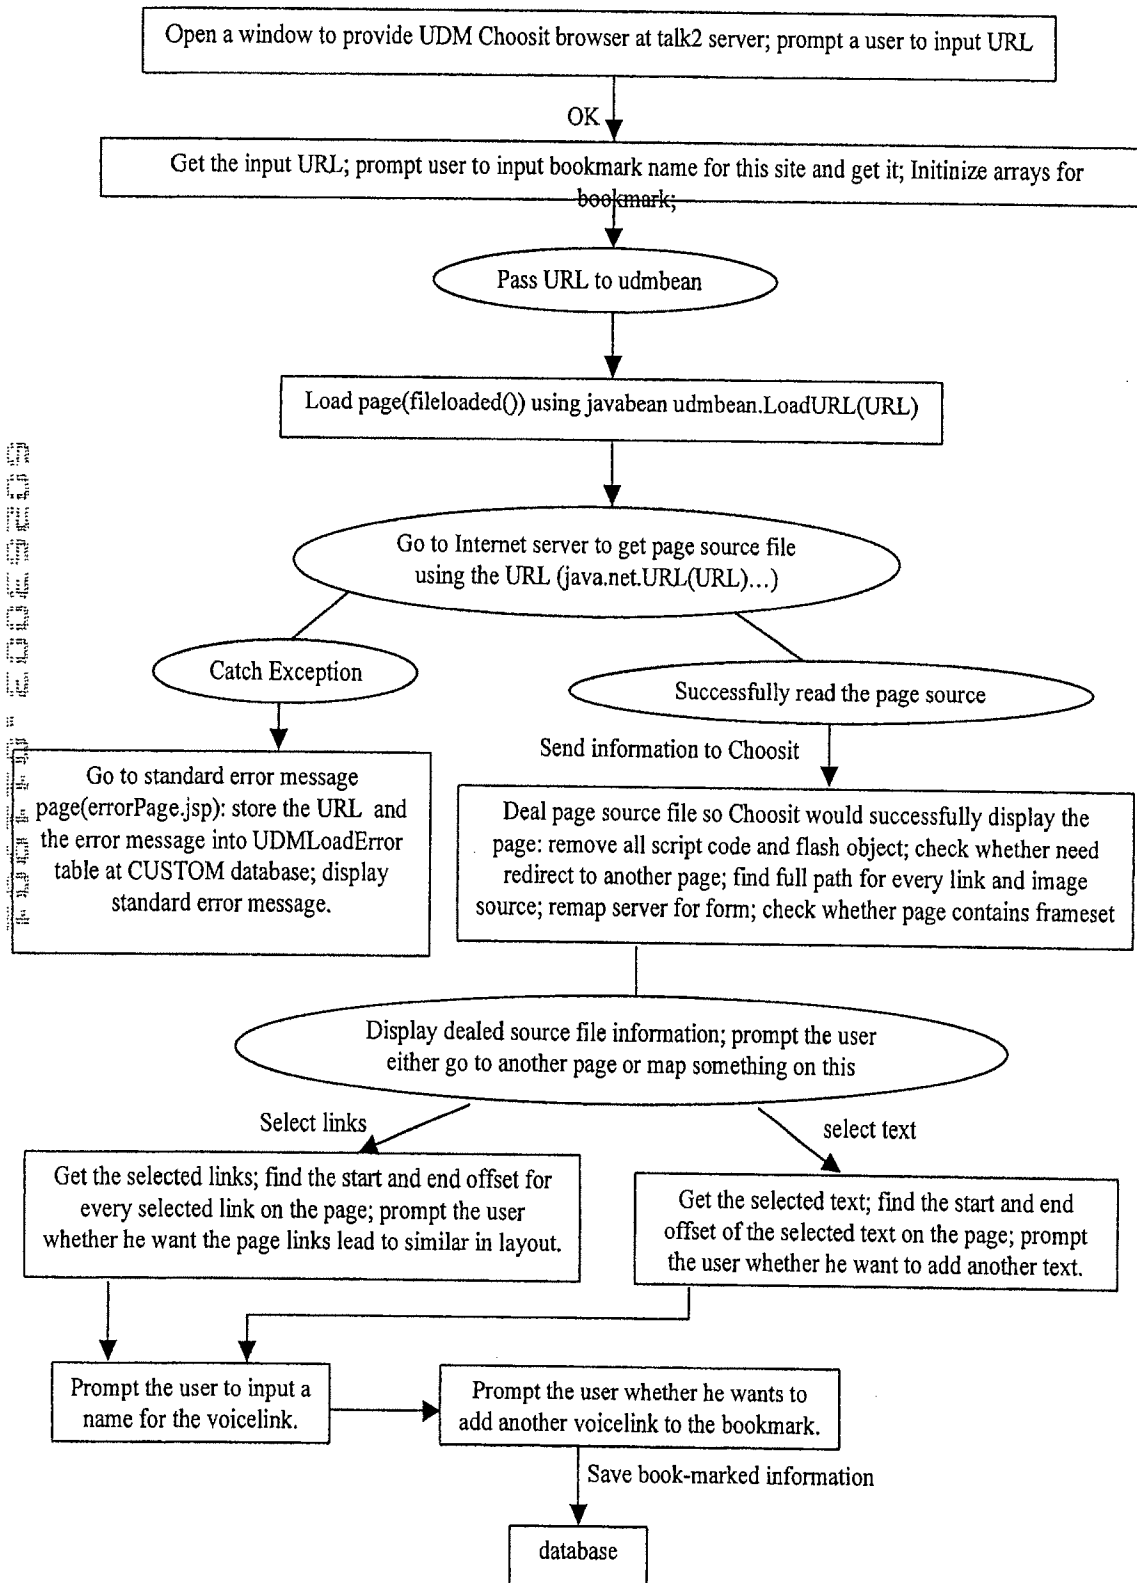 Open a window to provide UDM Choosit browser at talk2 server; prompt a user to input URL
OK
Get the input URL; prompt user to input bookmark name for this site and get it; Initinize arrays for
bookmark;
Pass URL to udmbean
Load page(fileloaded()) using javabean udmbean.LoadURL(URL)
Go to Internet server to get page source file
using the URL (java.net.URL(URL)...)
Catch Exception
Successfully read the page source
Send information to Choosit
Go to standard error message
page(errorPage.jsp): store the URL and
the error message into UDMLoadError
table at CUSTOM database; display
standard error message.
Deal page source file so Choosit would successfully display the
page: remove all script code and flash object; check whether need
redirect to another page; find full path for every link and image
source; remap server for form; check whether page contains frameset
Display dealed source file information; prompt the user
either go to another page or map something on this
Select links
select text
Get the selected links; find the start and end offset for
every selected link on the page; prompt the user
whether he want the page links lead to similar in layout.
Get the selected text; find the start and end
offset of the selected text on the page; prompt
the user whether he want to add another text.
Prompt the user to input a
name for the voicelink.
Prompt the user whether he wants to
add another voicelink to the bookmark.
Save book-marked information
database